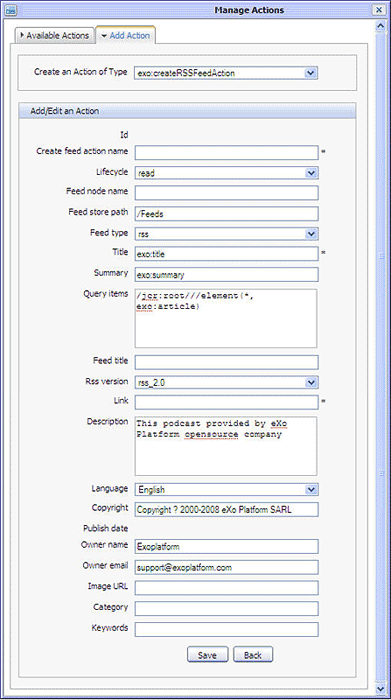 Manage Actions
Available Actions Add Action
Create an Action of Type exo:createRSSFeedAction
Add/Edit an Action
Id
Create feed action name *
Lifecycle read
Feed node name
Feed store path /Feeds
Feed type rss
Title exo:title *
Summary exo:summary
Query items /jcr:root///element(*,
exo:article)
Feed title
Rss version rss_2.0
Link *
Description This podcast provided by eXo
Platform opensource company
Language English
Copyright Copyright ? 2000-2008 eXo Platform SARL
Publish date
Owner name Exoplatform
Owner email support@exoplatform.com
Image URL
Category
Keywords
Save Back